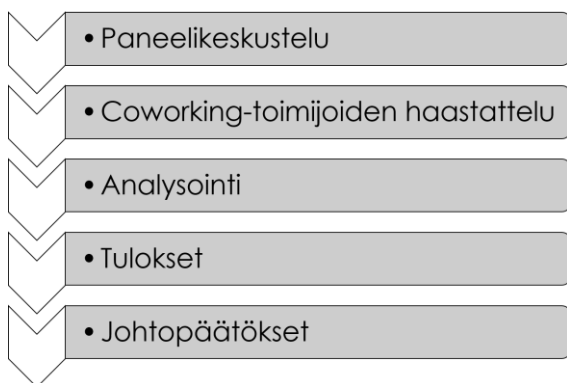 • Paneelikeskustelu
• Coworking-toimijoiden haastattelu
• Analysointi
• Tulokset
• Johtopäätökset